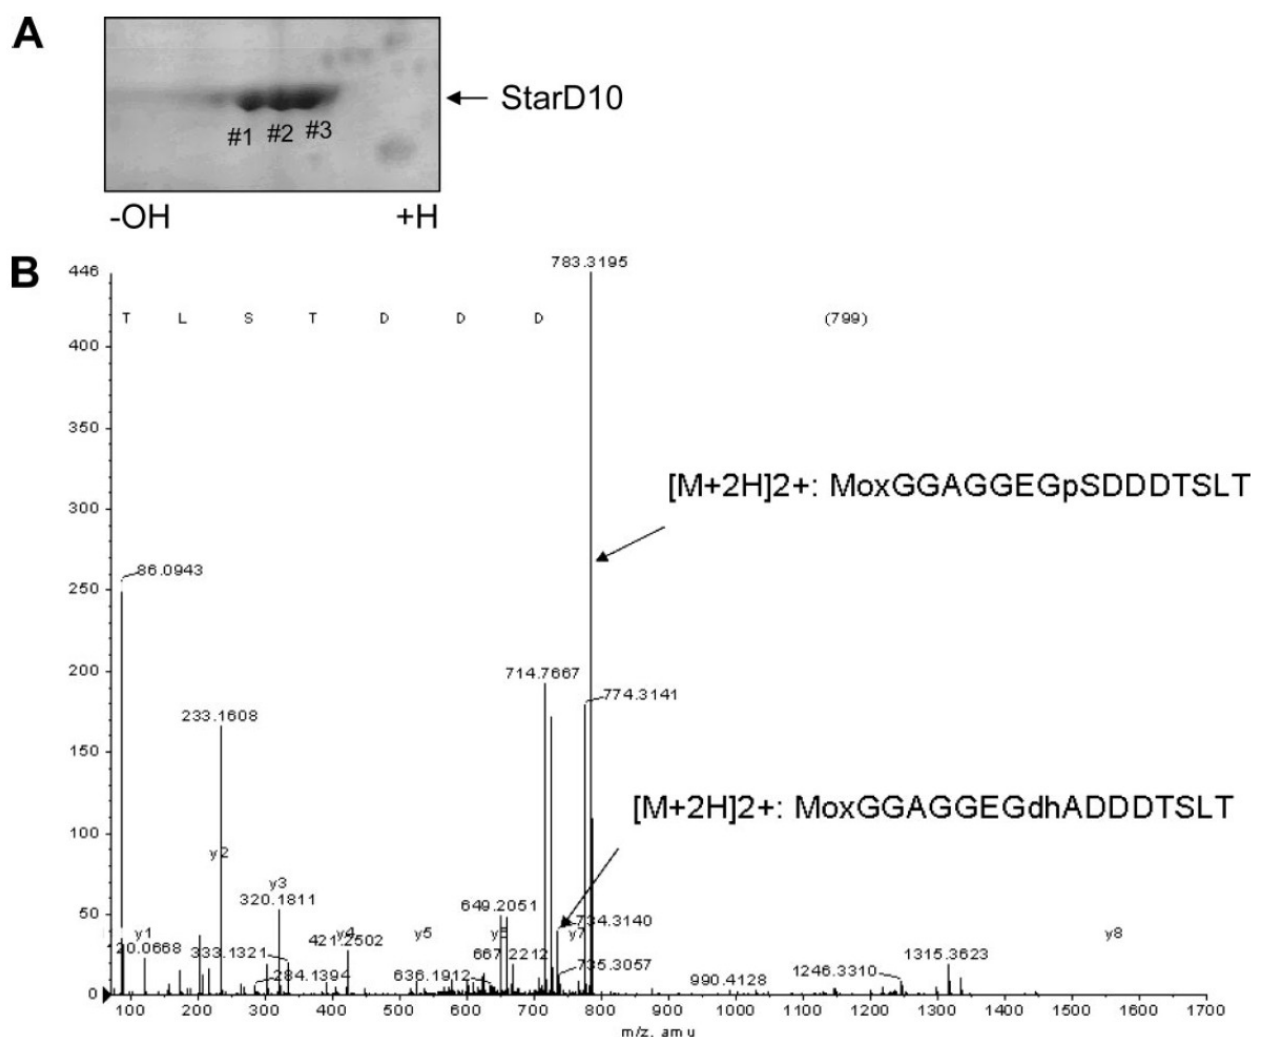 A
StarD10
#1 #2 #3
-OH +H
B
446
783.3195
T L S T D D D (799)
400
350
300
[M+2H]2+: MoxGGAGGEGpSDDDTSLT
250
86.0943
200
714.7667
774.3141
233.1608
150
[M+2H]2+: MoxGGAGGEGdhADDDTSLT
100
y2
y3
50
320.1811
649.2051
734.3140
y1 y4 y5 y6 y7 y8
20.0668
333.1321
421.2502
667.2212
1315.3623
284.1394
636.1912
735.3057
990.4128
1246.3310
0
100 200 300 400 500 600 700 800 900 1000 1100 1200 1300 1400 1500 1600 1700
m/z, amu